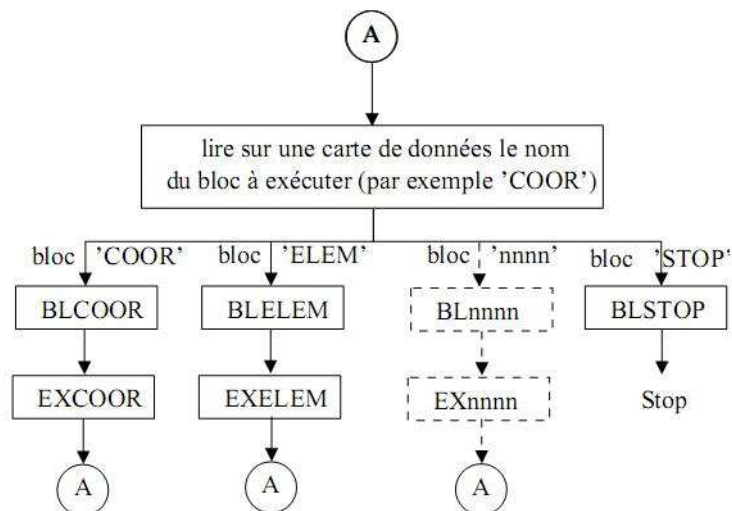 A
lire sur une carte de données le nom
du bloc à exécuter (par exemple ’COOR’)
bloc ’COOR’ bloc ’ELEM’ bloc ’nnnn’ bloc ’STOP’
BLCOOR BLELEM BLnnnn BLSTOP
EXCOOR EXELEM EXnnnn Stop
A A A